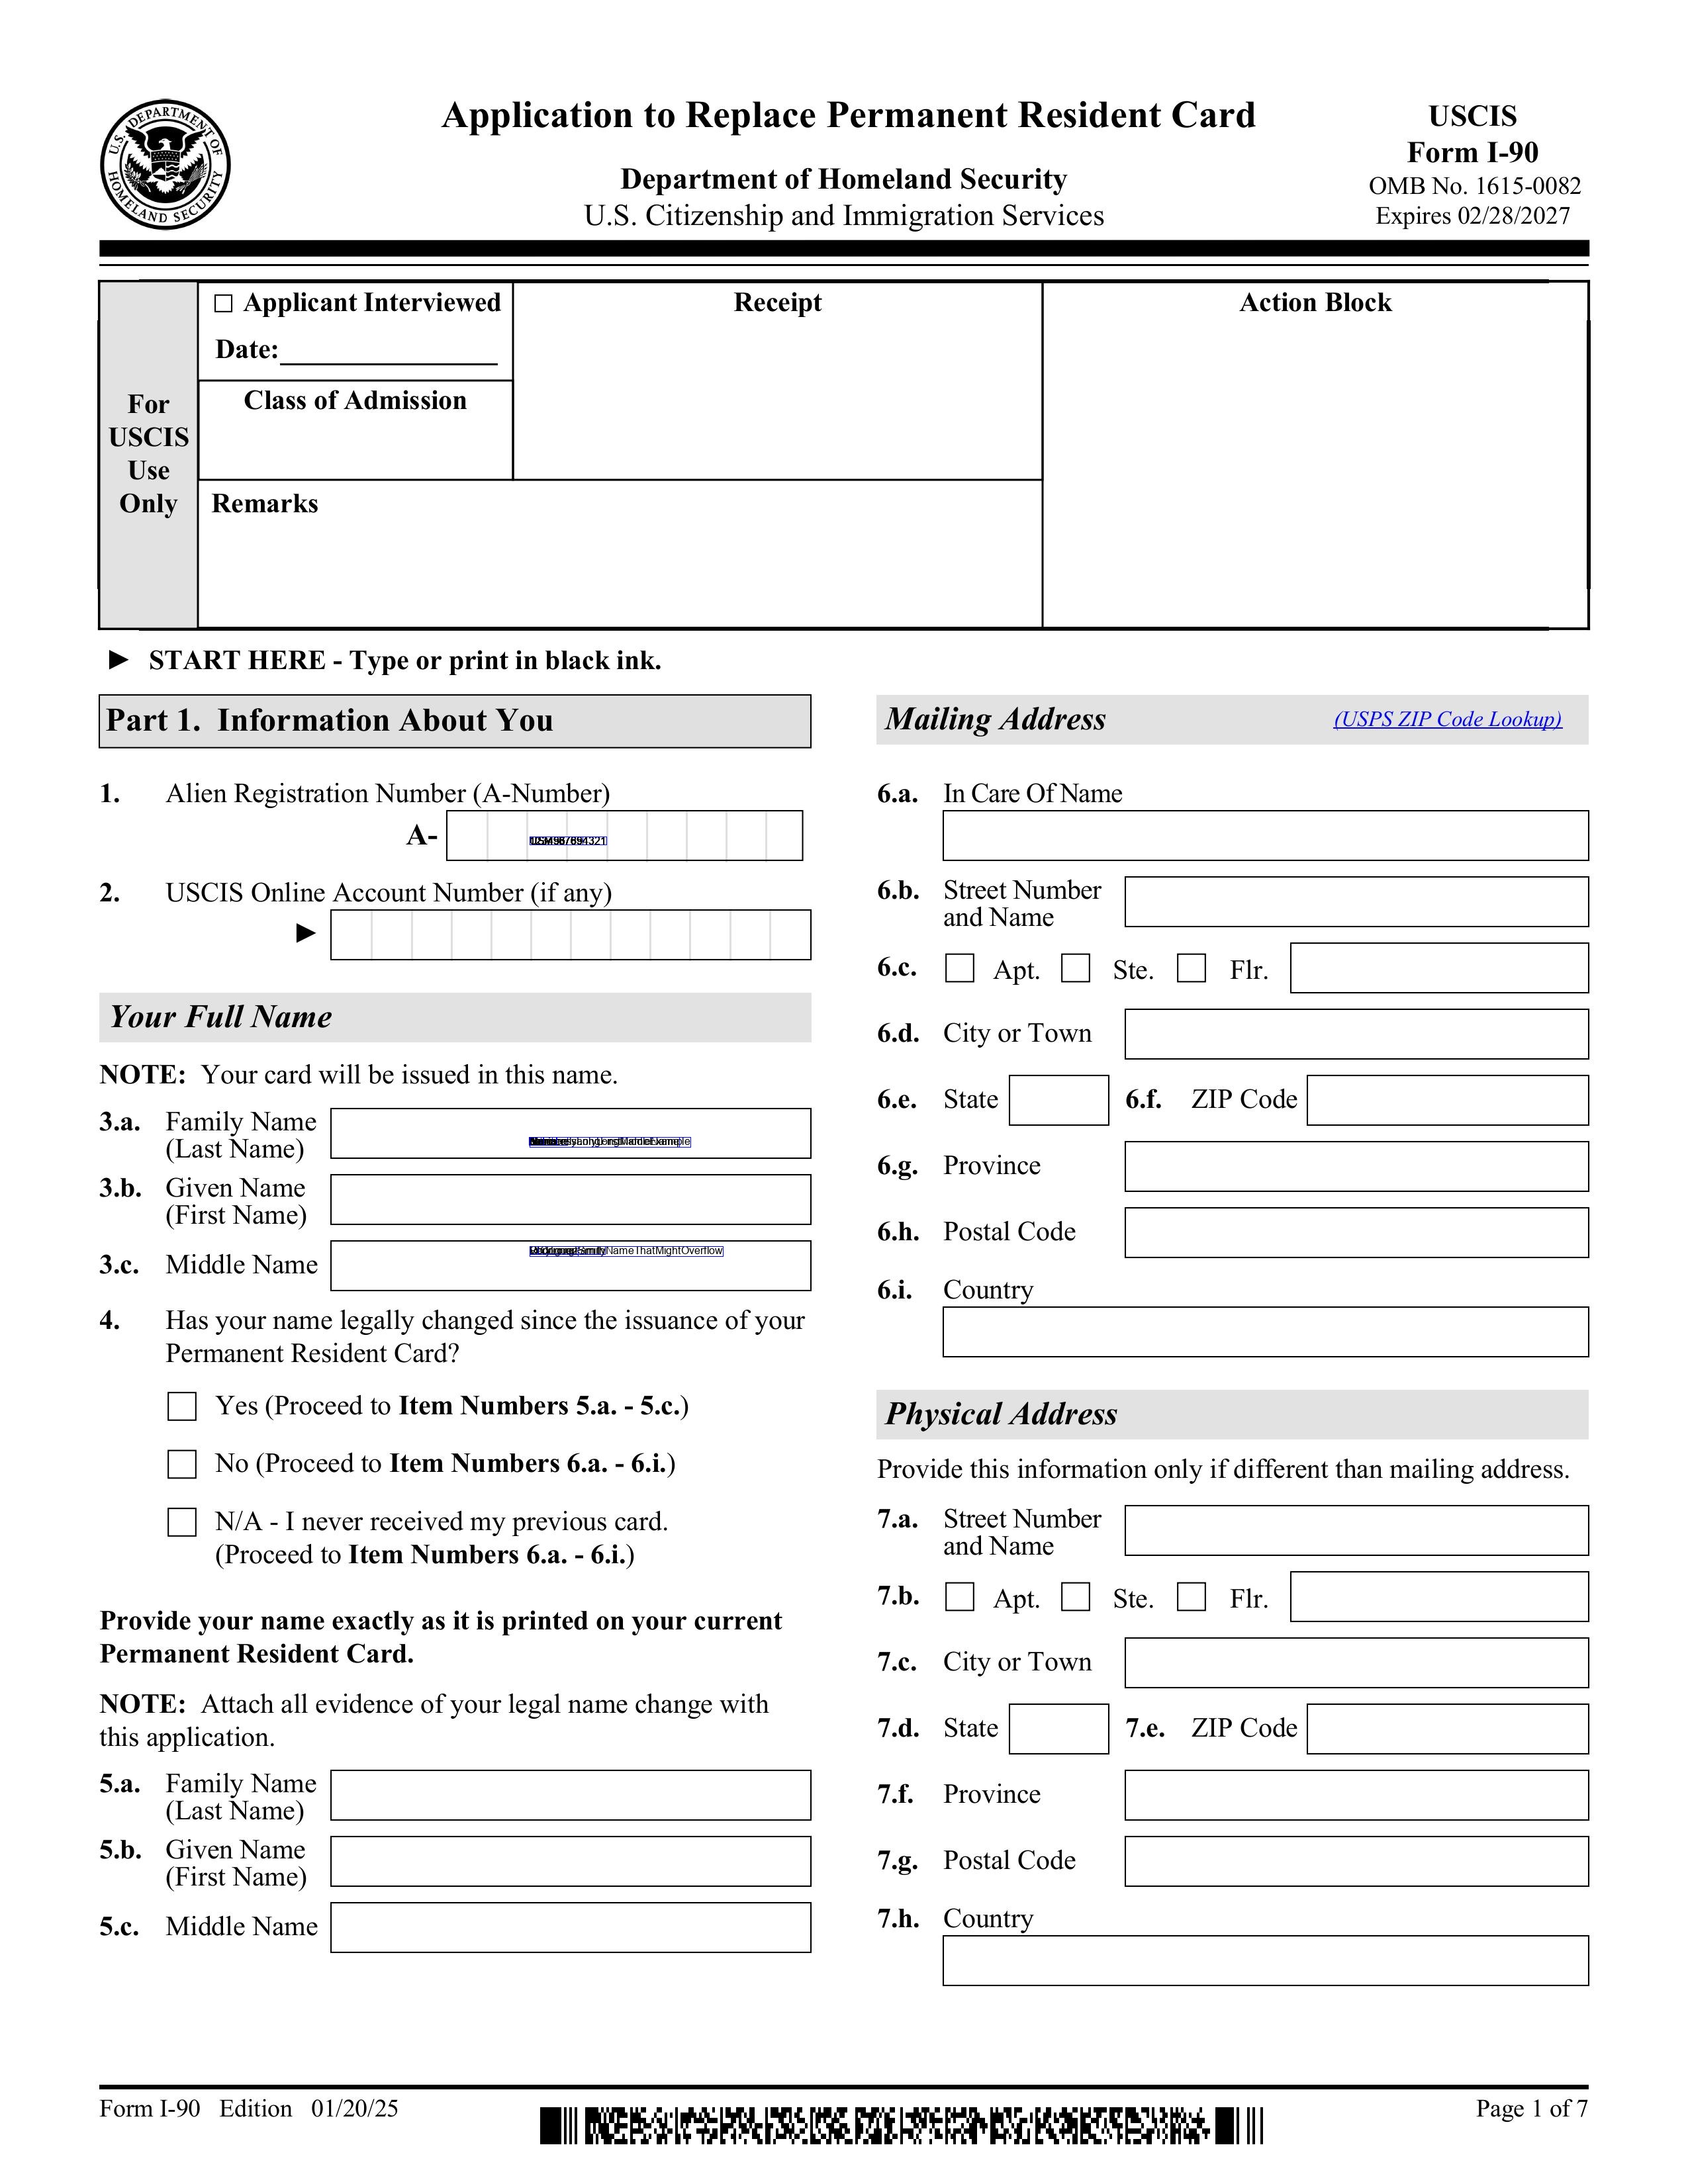 U.S. DEPARTMENT OF HOMELAND SECURITY
Application to Replace Permanent Resident Card
Department of Homeland Security
U.S. Citizenship and Immigration Services
USCIS
Form I-90
OMB No. 1615-0082
Expires 02/28/2027
For
USCIS
Use
Only
Applicant Interviewed
Date:
Class of Admission
Receipt
Action Block
Remarks
► START HERE - Type or print in black ink.
Part 1. Information About You
1. Alien Registration Number (A-Number)
A-
2. USCIS Online Account Number (if any)
►
Your Full Name
NOTE: Your card will be issued in this name.
3.a. Family Name
(Last Name)
3.b. Given Name
(First Name)
3.c. Middle Name
4. Has your name legally changed since the issuance of your
Permanent Resident Card?
Yes (Proceed to Item Numbers 5.a. - 5.c.)
No (Proceed to Item Numbers 6.a. - 6.i.)
N/A - I never received my previous card.
(Proceed to Item Numbers 6.a. - 6.i.)
Provide your name exactly as it is printed on your current
Permanent Resident Card.
NOTE: Attach all evidence of your legal name change with
this application.
5.a. Family Name
(Last Name)
5.b. Given Name
(First Name)
5.c. Middle Name
Mailing Address (USPS ZIP Code Lookup)
6.a. In Care Of Name
6.b. Street Number
and Name
6.c. Apt. Ste. Flr.
6.d. City or Town
6.e. State 6.f. ZIP Code
6.g. Province
6.h. Postal Code
6.i. Country
Physical Address
Provide this information only if different than mailing address.
7.a. Street Number
and Name
7.b. Apt. Ste. Flr.
7.c. City or Town
7.d. State 7.e. ZIP Code
7.f. Province
7.g. Postal Code
7.h. Country
Form I-90 Edition 01/20/25
Page 1 of 7